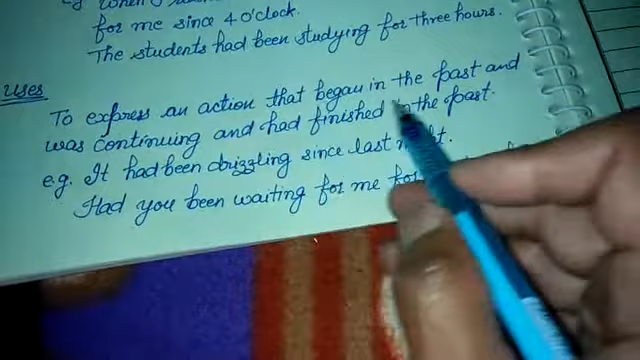 for me since 4 o'clock.
The students had been studying for three hours.
Uses
To express an action that began in the past and
was continuing and had finished in the past.
e.g. It had been drizzling since last night.
Had you been waiting for me for